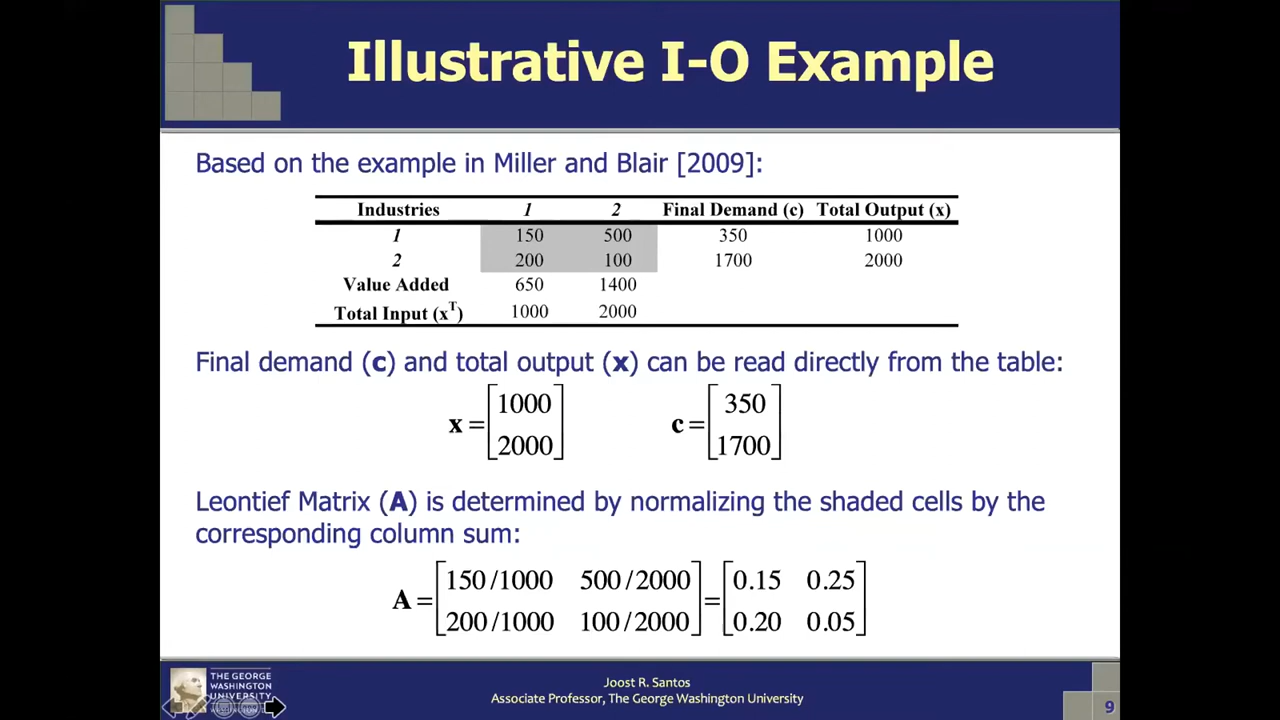 Illustrative I-O Example
Based on the example in Miller and Blair [2009]:
Industries 1 2 Final Demand (c) Total Output (x)
1 150 500 350 1000
2 200 100 1700 2000
Value Added 650 1400
Total Input (xᵀ) 1000 2000
Final demand (c) and total output (x) can be read directly from the table:
x = [1000 2000] c = [350 1700]
Leontief Matrix (A) is determined by normalizing the shaded cells by the
corresponding column sum:
A = [150/1000 500/2000 200/1000 100/2000] = [0.15 0.25 0.20 0.05]
THE GEORGE
WASHINGTON
UNIVERSITY
Joost R. Santos
Associate Professor, The George Washington University
9